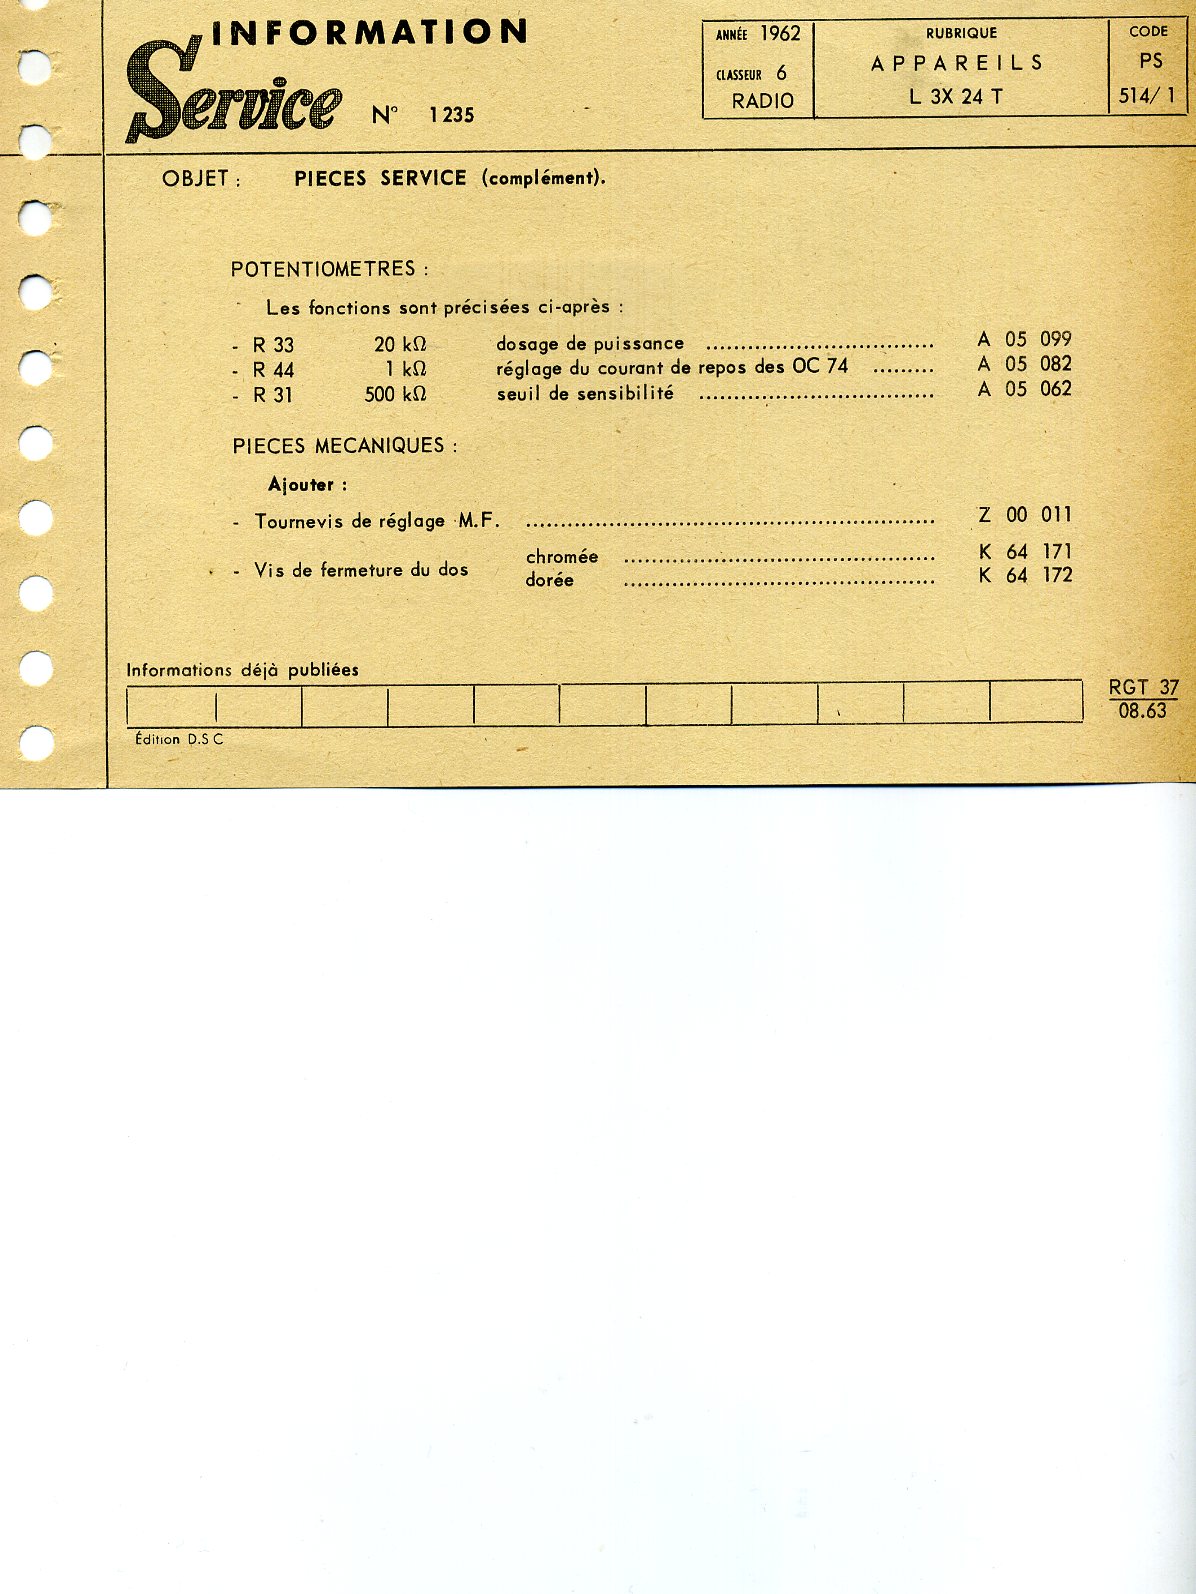 INFORMATION
Service N° 1235
ANNÉE 1962
CLASSEUR 6
RADIO
RUBRIQUE
APPAREILS
L 3X 24 T
CODE
PS
514/ 1
OBJET : PIECES SERVICE (complément).
POTENTIOMETRES :
- Les fonctions sont précisées ci-après :
- R 33 20 kΩ dosage de puissance ................................. A 05 099
- R 44 1 kΩ réglage du courant de repos des OC 74 ......... A 05 082
- R 31 500 kΩ seuil de sensibilité .................................. A 05 062
PIECES MECANIQUES :
Ajouter :
- Tournevis de réglage M.F. ........................................................... Z 00 011
- Vis de fermeture du dos
chromée ............................................. K 64 171
dorée ............................................. K 64 172
Informations déjà publiées
RGT 37
08.63
Édition D.S C